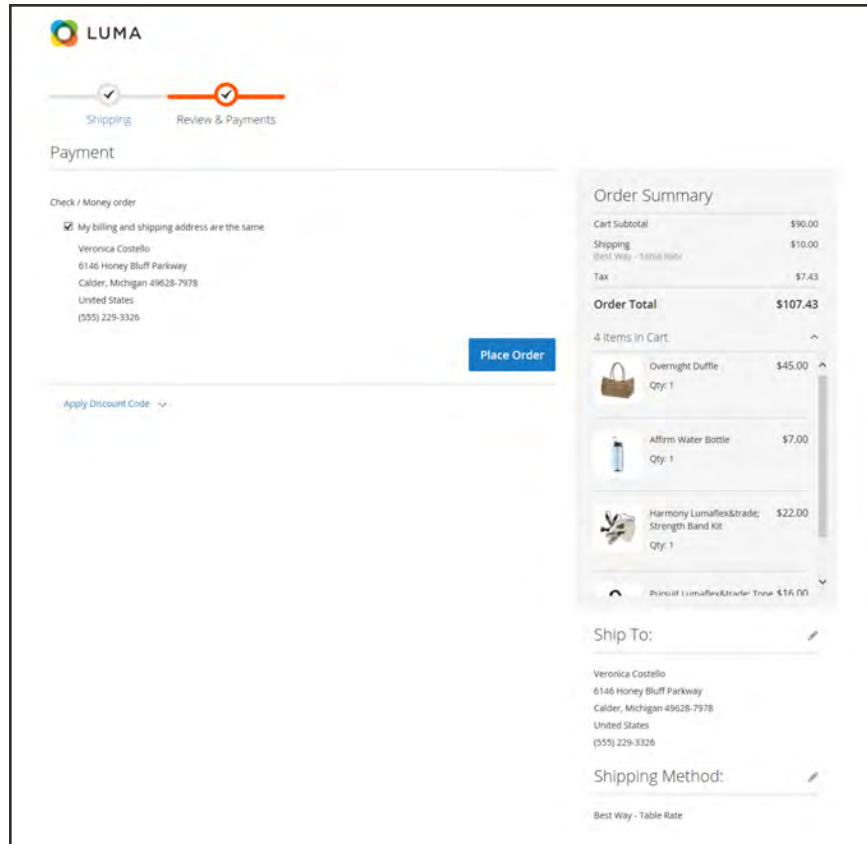 LUMA
Shipping
Review & Payments
Payment
Check / Money order
My billing and shipping address are the same
Veronica Costello
6146 Honey Bluff Parkway
Calder, Michigan 49628-7978
United States
(555) 229-3326
Place Order
Apply Discount Code
Order Summary
Cart Subtotal $90.00
Shipping $10.00
Best Way - Table Rate
Tax $7.43
Order Total $107.43
4 Items in Cart
Overnight Duffle $45.00
Qty: 1
Affirm Water Bottle $7.00
Qty: 1
Harmony Lumaflex&trade; $22.00
Strength Band Kit
Qty: 1
Pursuit Lumaflex&trade; Tone $16.00
Ship To:
Veronica Costello
6146 Honey Bluff Parkway
Calder, Michigan 49628-7978
United States
(555) 229-3326
Shipping Method:
Best Way - Table Rate